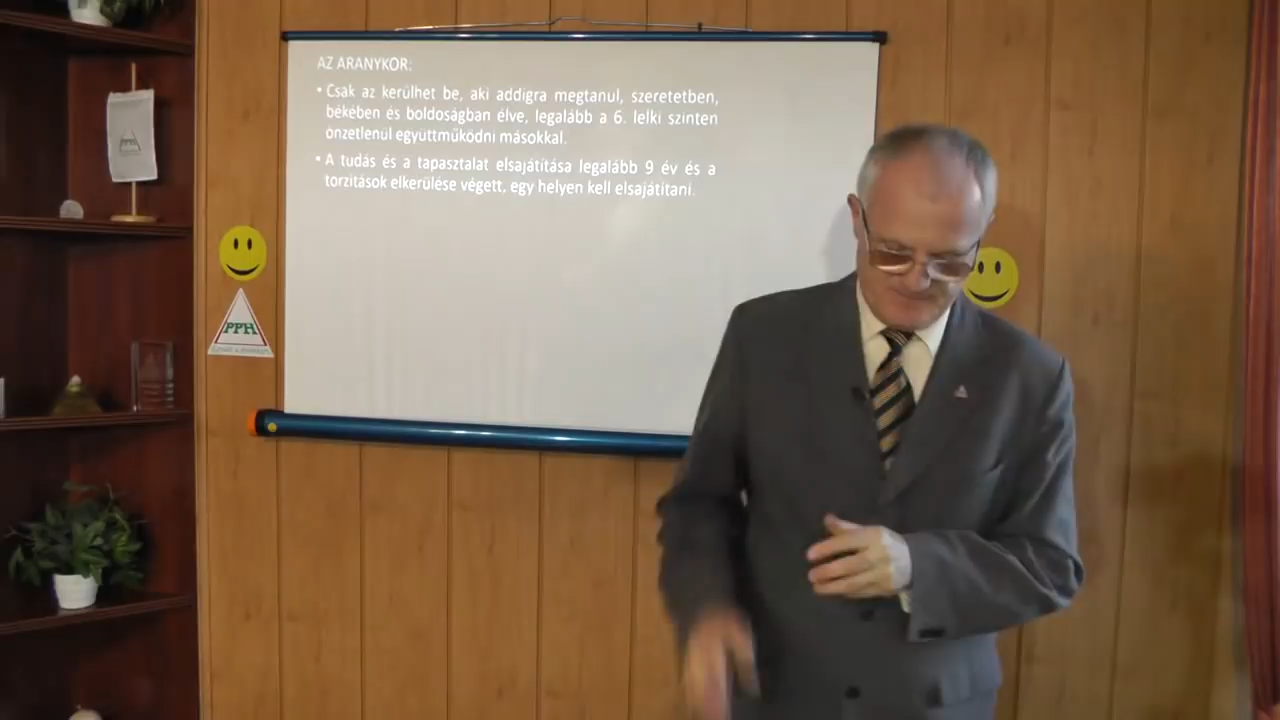 AZ ARANYKOR:
• Csak az kerülhet be, aki addigra megtanul, szeretetben,
békében és boldogságban élve, legalább a 6. lelki szinten
önzetlenül együttműködni másokkal.
• A tudás és a tapasztalat elsajátítása legalább 9 év és a
torzítások elkerülése végett, egy helyen kell elsajátítani.
PPH